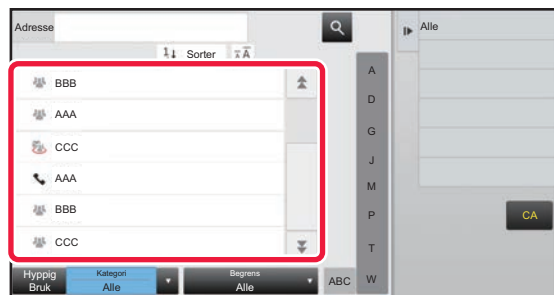 Adresse
Alle
Sorter
BBB
AAA
CCC
AAA
BBB
CCC
A
D
G
J
M
P
T
W
CA
Hyppig
Bruk
Kategori
Alle
Begrens
Alle
ABC